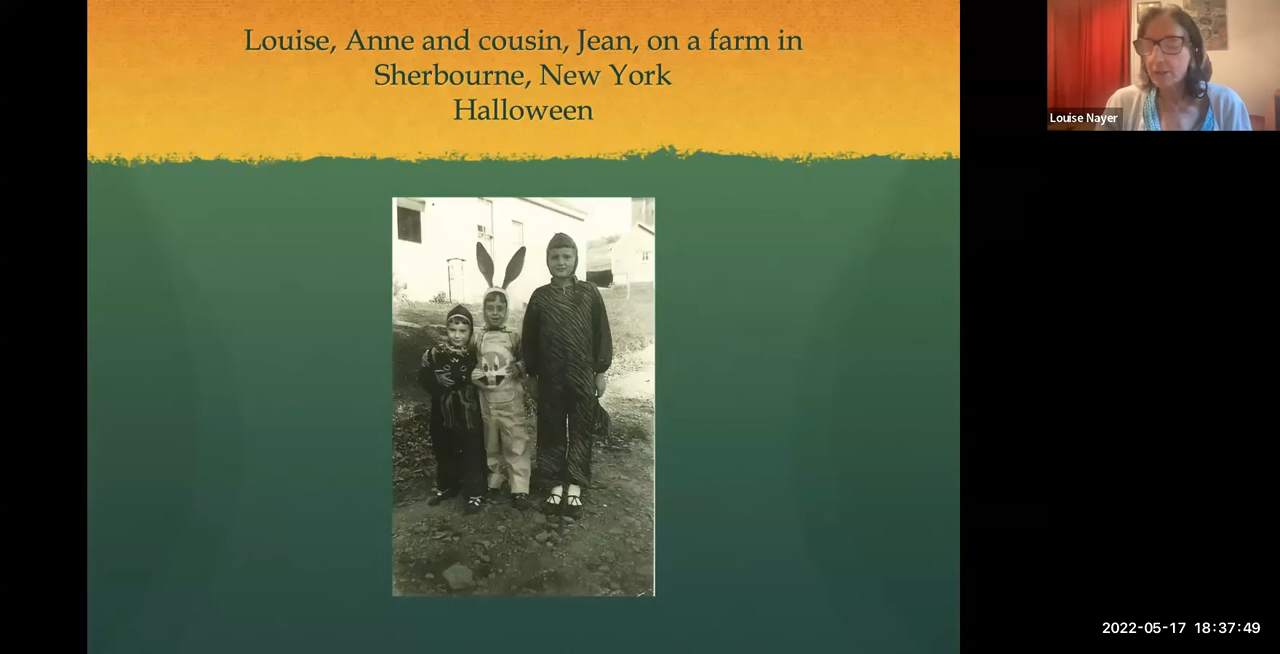 Louise, Anne and cousin, Jean, on a farm in
Sherbourne, New York
Halloween
Louise Nayer
2022-05-17 18:37:49